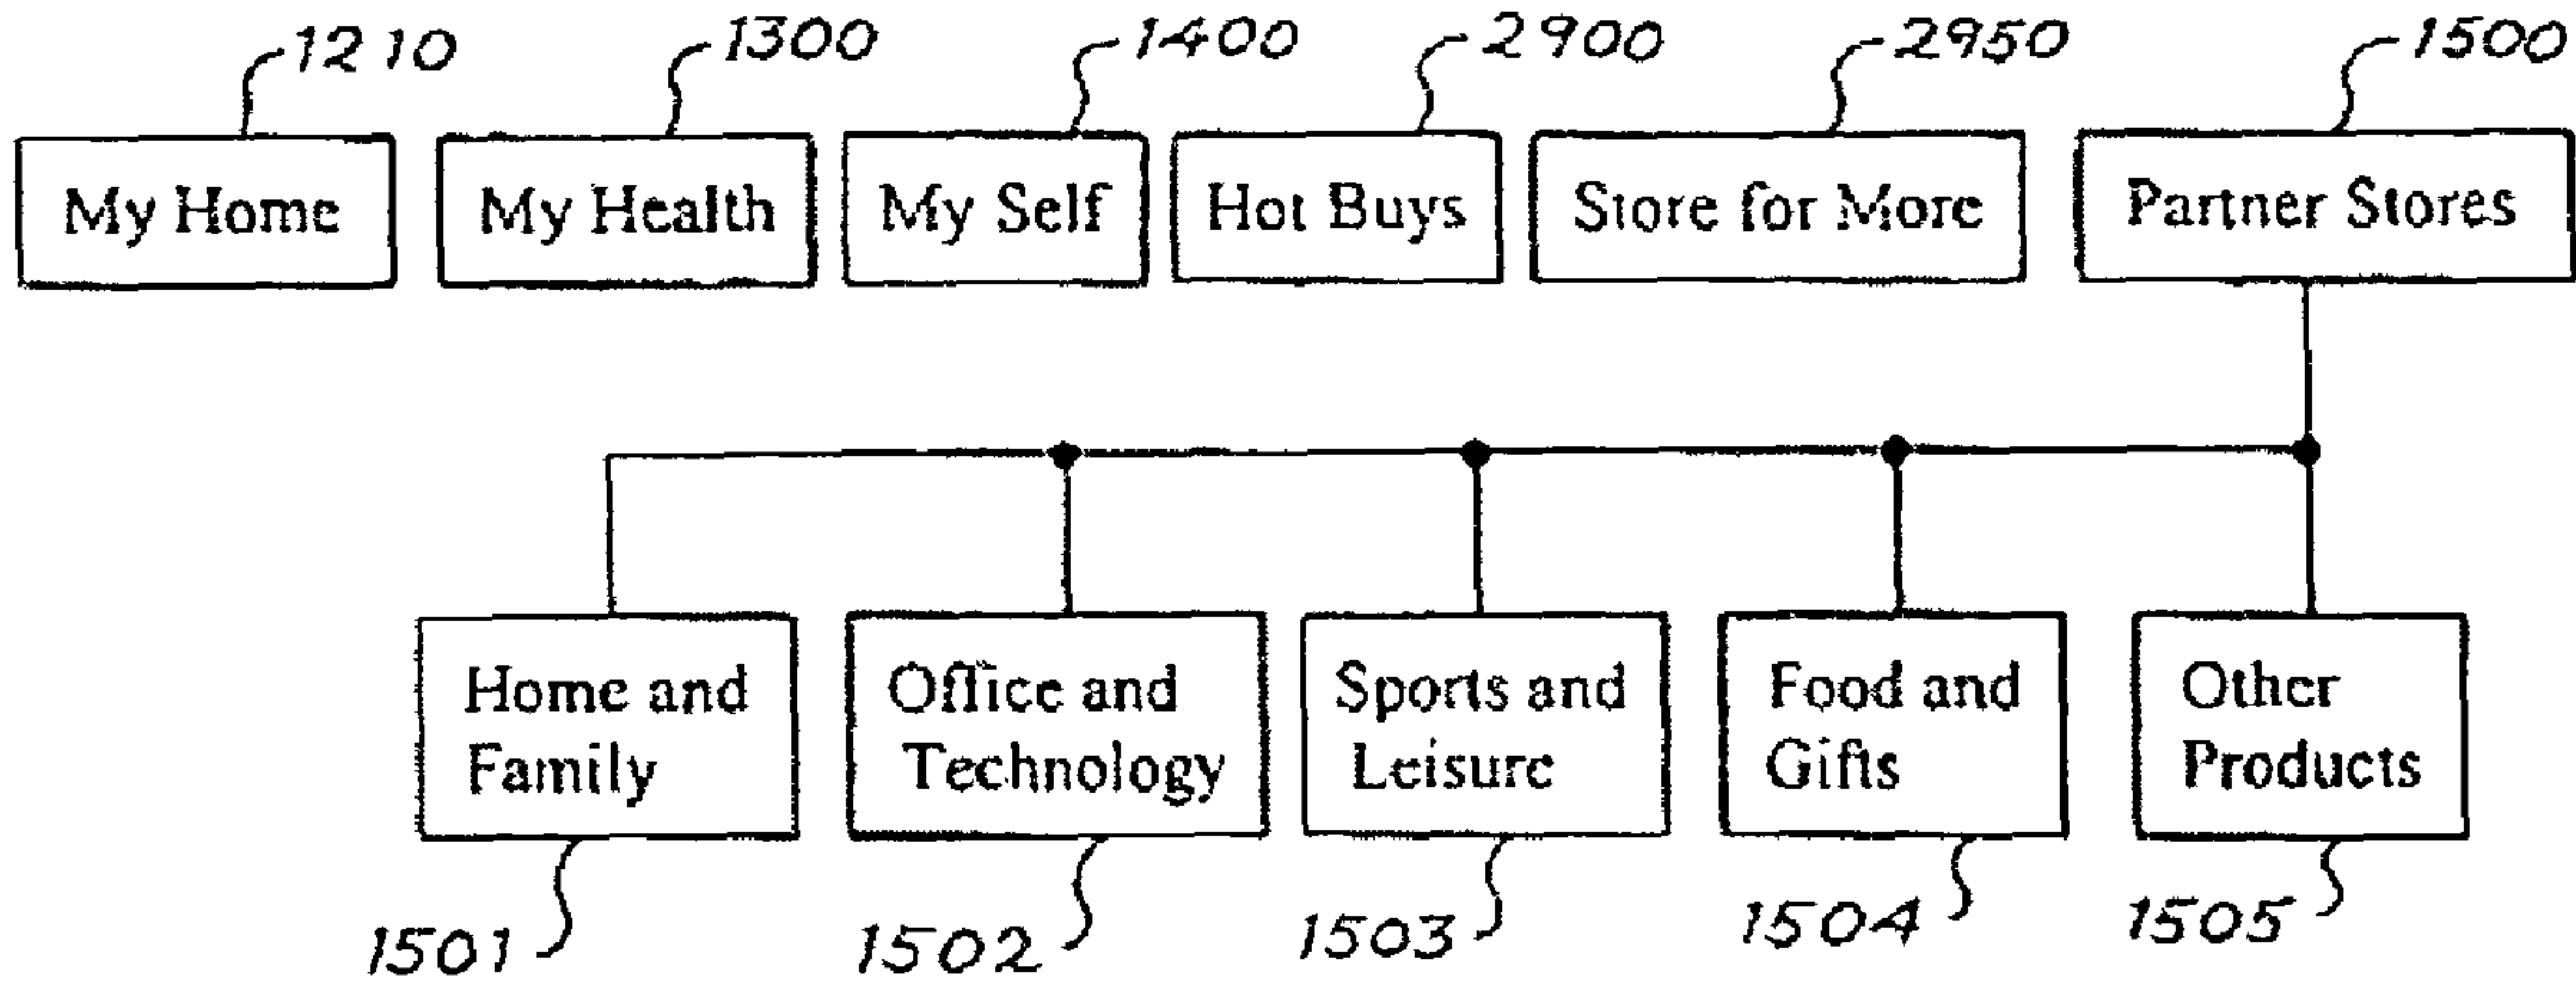 1210 1300 1400 2900 2950 1500
My Home My Health My Self Hot Buys Store for More Partner Stores
Home and Office and Sports and Food and Other
Family Technology Leisure Gifts Products
1501 1502 1503 1504 1505